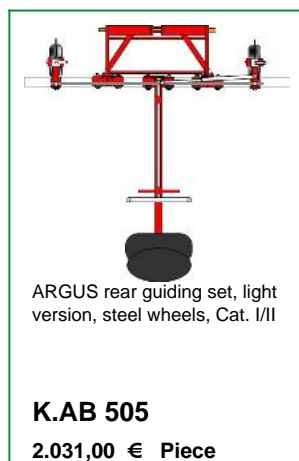 ARGUS rear guiding set, light
version, steel wheels, Cat. I/II
K.AB 505
2.031,00 € Piece